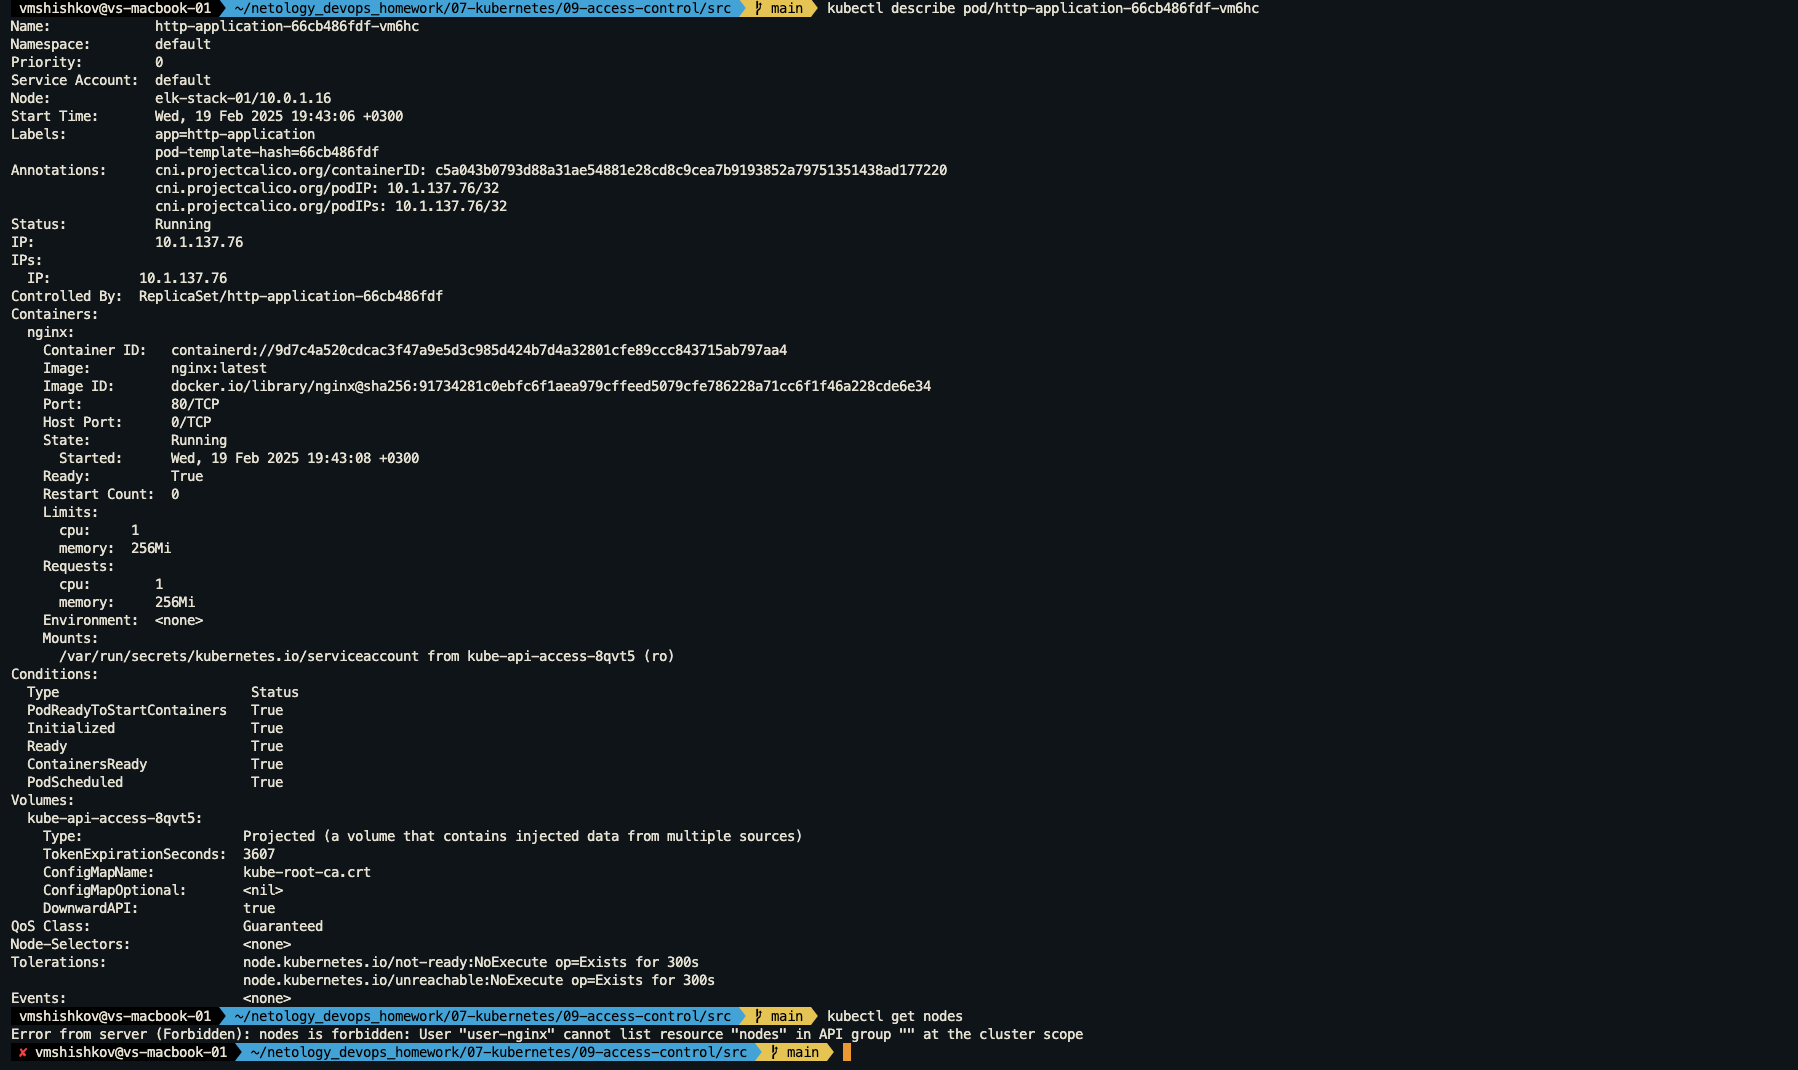 vmshishkov@vs-macbook-01 ~/netology_devops_homework/07-kubernetes/09-access-control/src main kubectl describe pod/http-application-66cb486fdf-vm6hc
Name: http-application-66cb486fdf-vm6hc
Namespace: default
Priority: 0
Service Account: default
Node: elk-stack-01/10.0.1.16
Start Time: Wed, 19 Feb 2025 19:43:06 +0300
Labels: app=http-application
pod-template-hash=66cb486fdf
Annotations: cni.projectcalico.org/containerID: c5a043b0793d88a31ae54881e28cd8c9cea7b9193852a79751351438ad177220
cni.projectcalico.org/podIP: 10.1.137.76/32
cni.projectcalico.org/podIPs: 10.1.137.76/32
Status: Running
IP: 10.1.137.76
IPs:
IP: 10.1.137.76
Controlled By: ReplicaSet/http-application-66cb486fdf
Containers:
nginx:
Container ID: containerd://9d7c4a520cdcac3f47a9e5d3c985d424b7d4a32801cfe89ccc843715ab797aa4
Image: nginx:latest
Image ID: docker.io/library/nginx@sha256:91734281c0ebfc6f1aea979cffeed5079cfe786228a71cc6f1f46a228cde6e34
Port: 80/TCP
Host Port: 0/TCP
State: Running
Started: Wed, 19 Feb 2025 19:43:08 +0300
Ready: True
Restart Count: 0
Limits:
cpu: 1
memory: 256Mi
Requests:
cpu: 1
memory: 256Mi
Environment: <none>
Mounts:
/var/run/secrets/kubernetes.io/serviceaccount from kube-api-access-8qvt5 (ro)
Conditions:
Type Status
PodReadyToStartContainers True
Initialized True
Ready True
ContainersReady True
PodScheduled True
Volumes:
kube-api-access-8qvt5:
Type: Projected (a volume that contains injected data from multiple sources)
TokenExpirationSeconds: 3607
ConfigMapName: kube-root-ca.crt
ConfigMapOptional: <nil>
DownwardAPI: true
QoS Class: Guaranteed
Node-Selectors: <none>
Tolerations: node.kubernetes.io/not-ready:NoExecute op=Exists for 300s
node.kubernetes.io/unreachable:NoExecute op=Exists for 300s
Events: <none>
vmshishkov@vs-macbook-01 ~/netology_devops_homework/07-kubernetes/09-access-control/src main kubectl get nodes
Error from server (Forbidden): nodes is forbidden: User "user-nginx" cannot list resource "nodes" in API group "" at the cluster scope
✘ vmshishkov@vs-macbook-01 ~/netology_devops_homework/07-kubernetes/09-access-control/src main